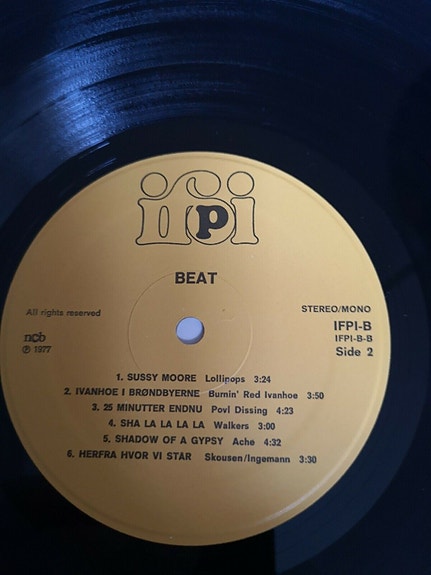 ifpi
BEAT
All rights reserved
STEREO/MONO
ncb
IFPI-B
℗ 1977
IFPI-B-B
Side 2
1. SUSSY MOORE Lollipops 3:24
2. IVANHOE I BRØNDBYERNE Burnin' Red Ivanhoe 3:50
3. 25 MINUTTER ENDNU Povl Dissing 4:23
4. SHA LA LA LA LA Walkers 3:00
5. SHADOW OF A GYPSY Ache 4:32
6. HERFRA HVOR VI STAR Skousen/Ingemann 3:30